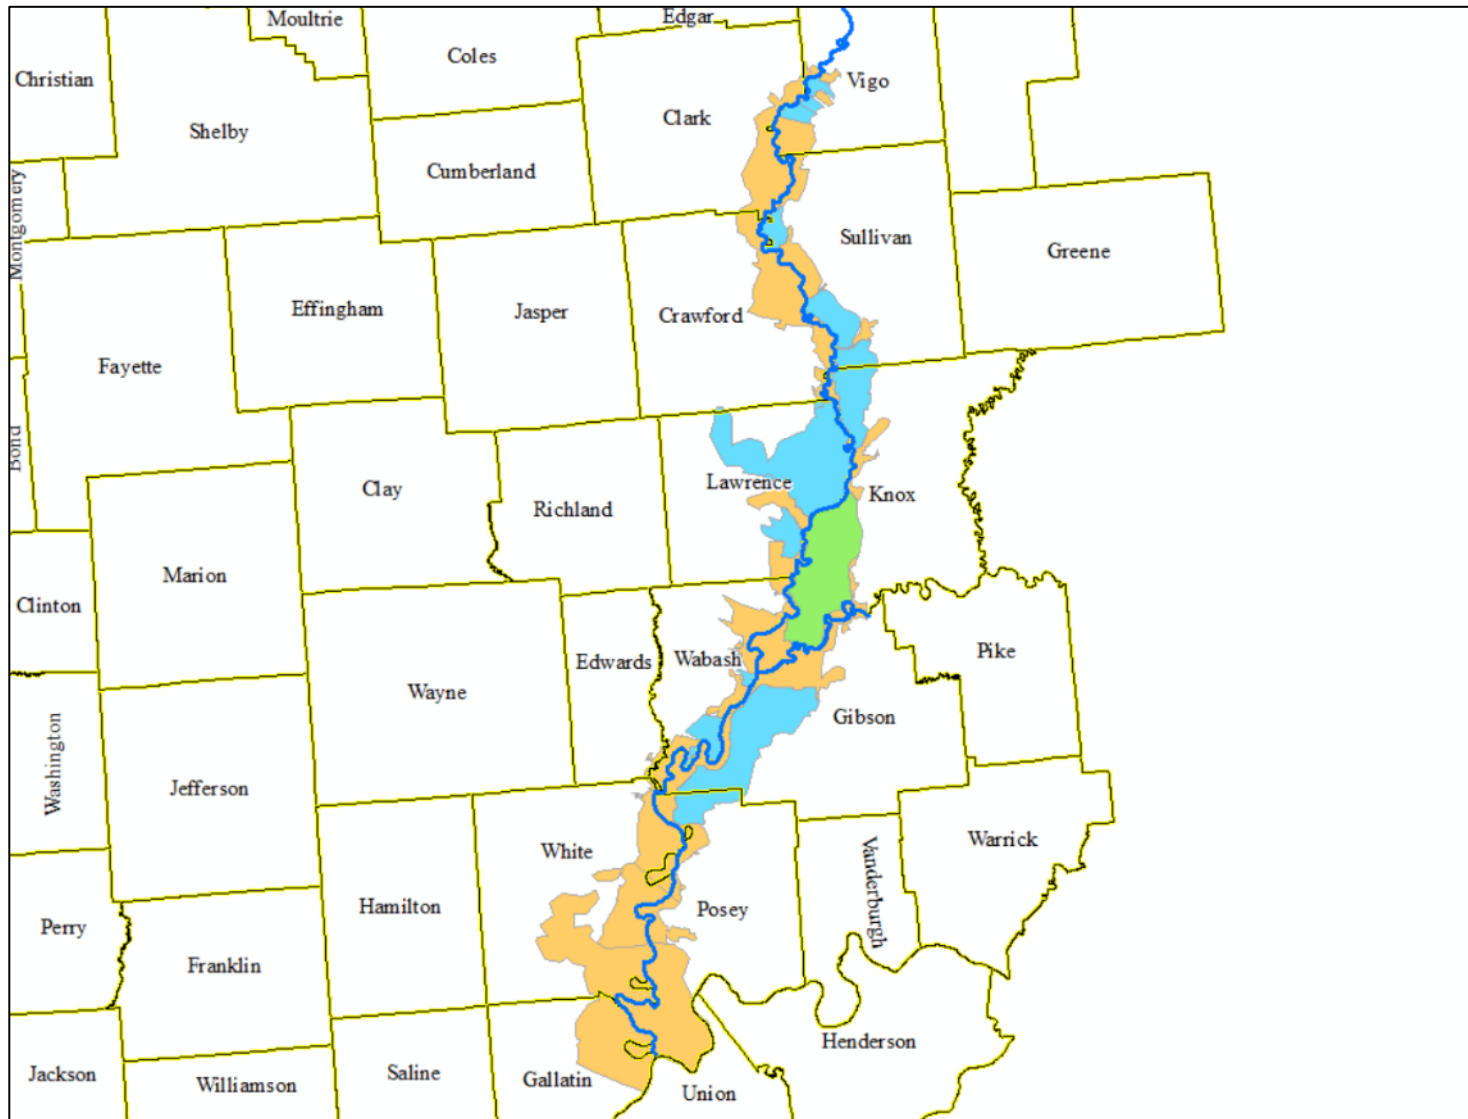 Moultrie
Edgar
Coles
Christian
Vigo
Clark
Shelby
Cumberland
Montgomery
Sullivan
Greene
Effingham
Jasper
Crawford
Fayette
Bond
Lawrence
Clay
Knox
Richland
Marion
Clinton
Pike
Edwards
Wabash
Wayne
Gibson
Washington
Jefferson
Warrick
White
Vanderburgh
Hamilton
Posey
Perry
Franklin
Henderson
Saline
Jackson
Gallatin
Williamson
Union